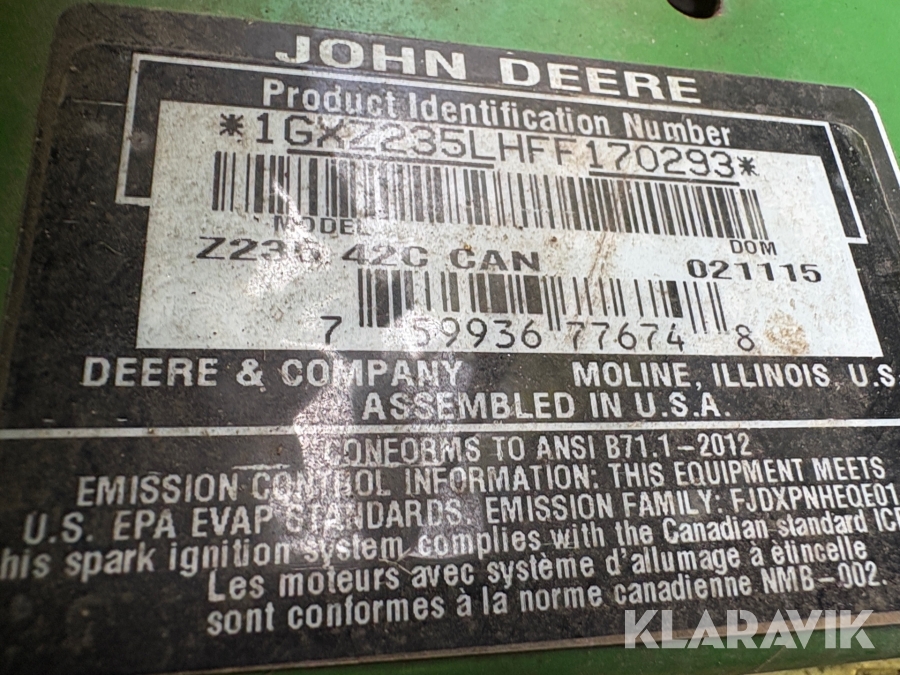 JOHN DEERE
Product Identification Number
*1GXZ235LHFF170293*
MODEL DOM
Z235 42C CAN 021115
7 59936 77674 8
DEERE & COMPANY MOLINE, ILLINOIS, U.S
ASSEMBLED IN U.S.A.
CONFORMS TO ANSI B71.1-2012
EMISSION CONTROL INFORMATION: THIS EQUIPMENT MEETS
U.S. EPA EVAP STANDARDS. EMISSION FAMILY: FJDXPNHEQF01
This spark ignition system complies with the Canadian standard ICE
Les moteurs avec système d'allumage à étincelle
sont conformes à la norme canadienne NMB-002.
KLARAVIK